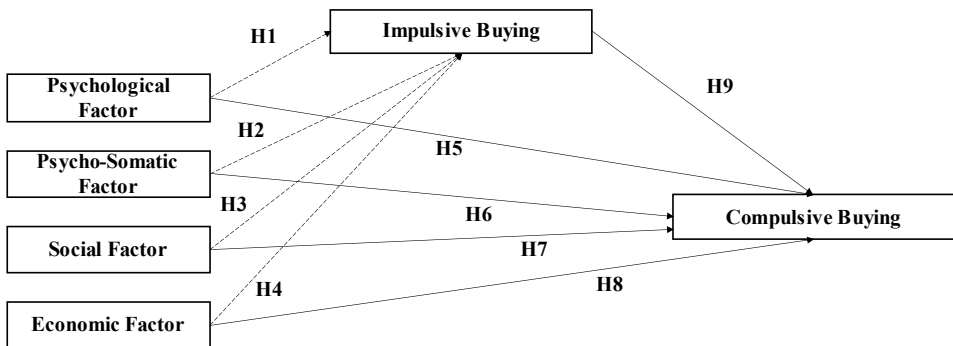 Impulsive Buying
H1
Psychological
Factor
H9
H2
H5
Psycho-Somatic
Factor
H3
H6
Compulsive Buying
Social Factor
H7
H4
H8
Economic Factor